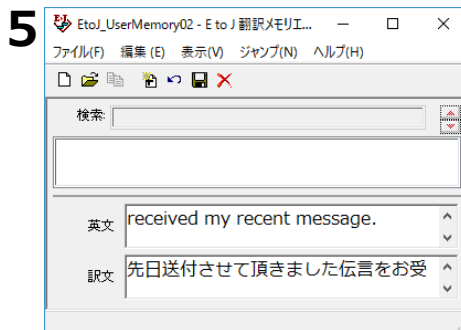 5
EtoJ_UserMemory02 - E to J 翻訳メモリエ...
ファイル(F) 編集 (E) 表示(V) ジャンプ(N) ヘルプ(H)
検索:
英文 received my recent message.
訳文 先日送付させて頂きました伝言をお受